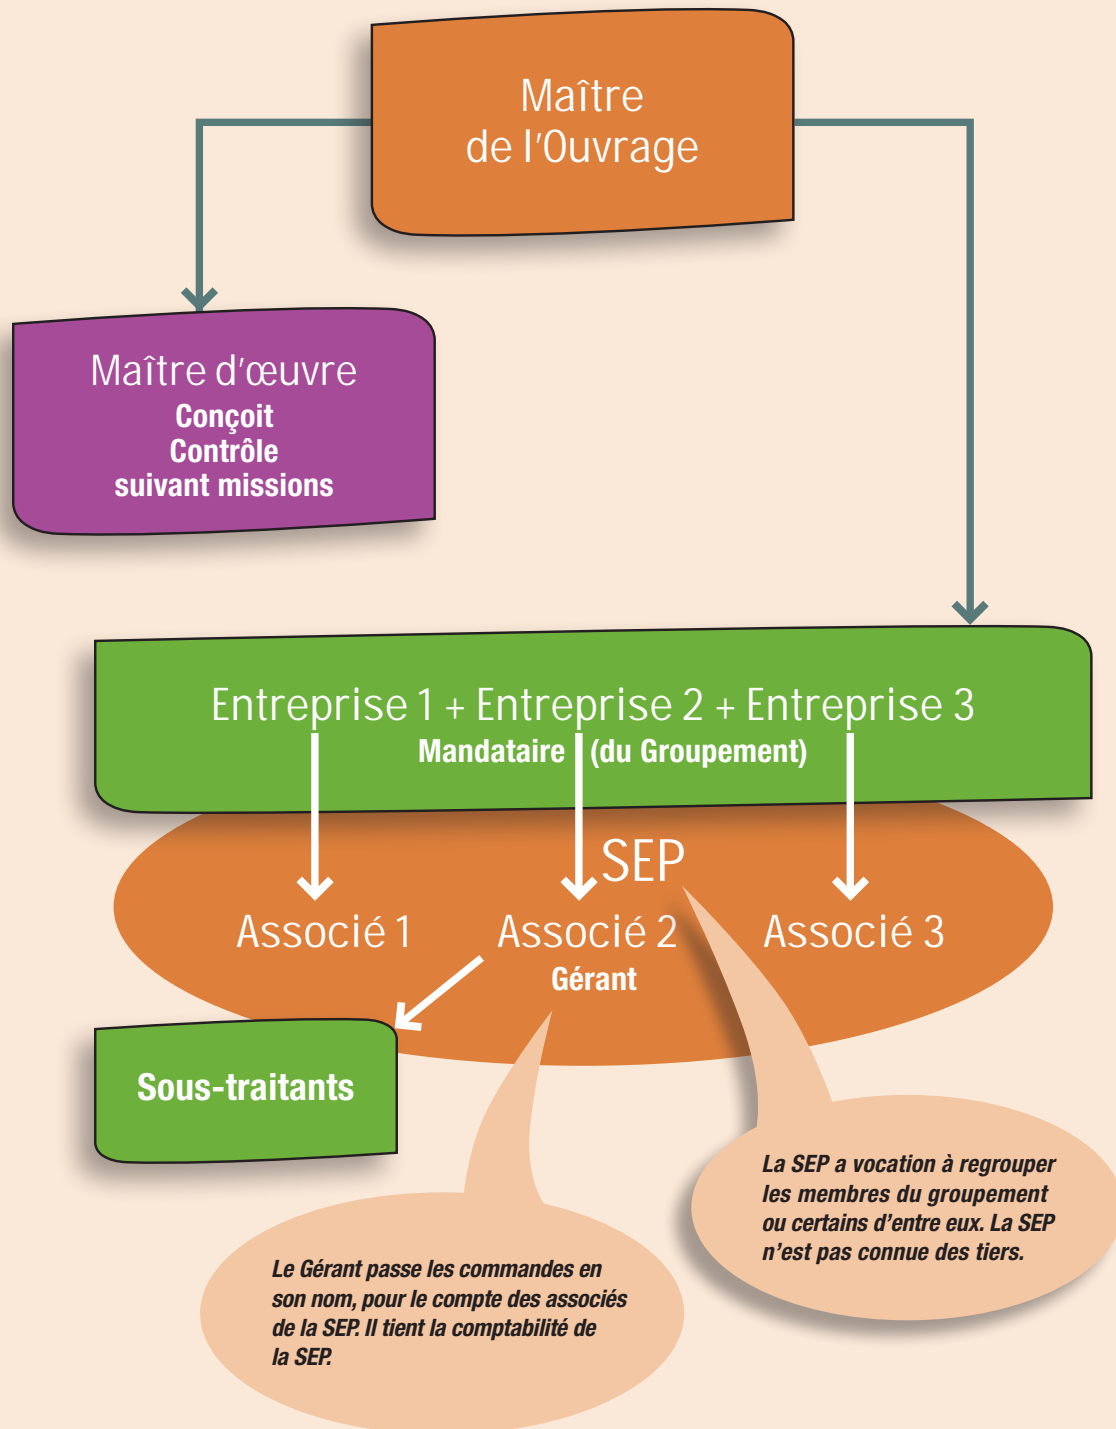 Maître
de l'Ouvrage
Maître d'œuvre
Conçoit
Contrôle
suivant missions
Entreprise 1 + Entreprise 2 + Entreprise 3
Mandataire (du Groupement)
SEP
Associé 1 Associé 2 Associé 3
Gérant
Sous-traitants
La SEP a vocation à regrouper
les membres du groupement
ou certains d'entre eux. La SEP
n'est pas connue des tiers.
Le Gérant passe les commandes en
son nom, pour le compte des associés
de la SEP. Il tient la comptabilité de
la SEP.